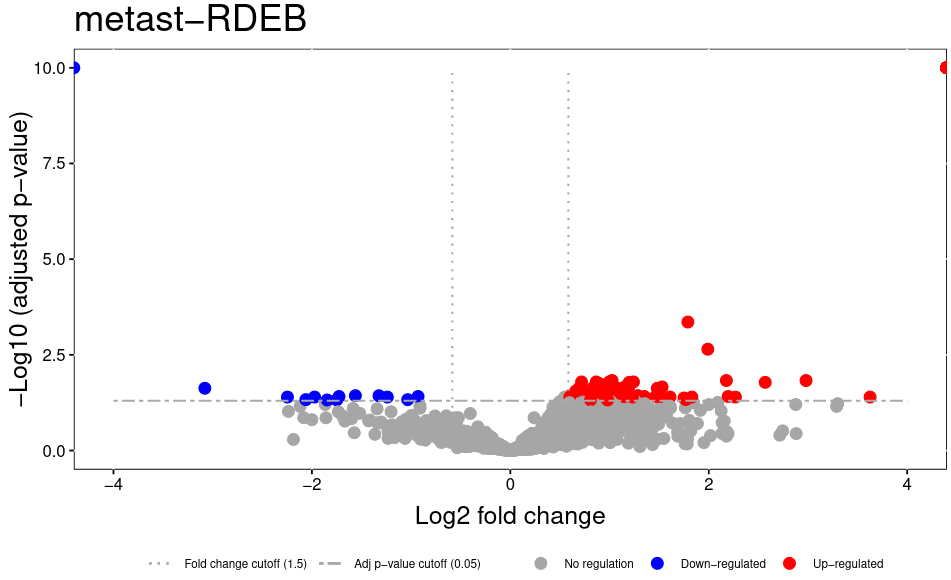 metast−RDEB
−Log10 (adjusted p−value)
10.0
7.5
5.0
2.5
0.0
−4 −2 0 2 4
Log2 fold change
Fold change cutoff (1.5) Adj p−value cutoff (0.05) No regulation Down−regulated Up−regulated